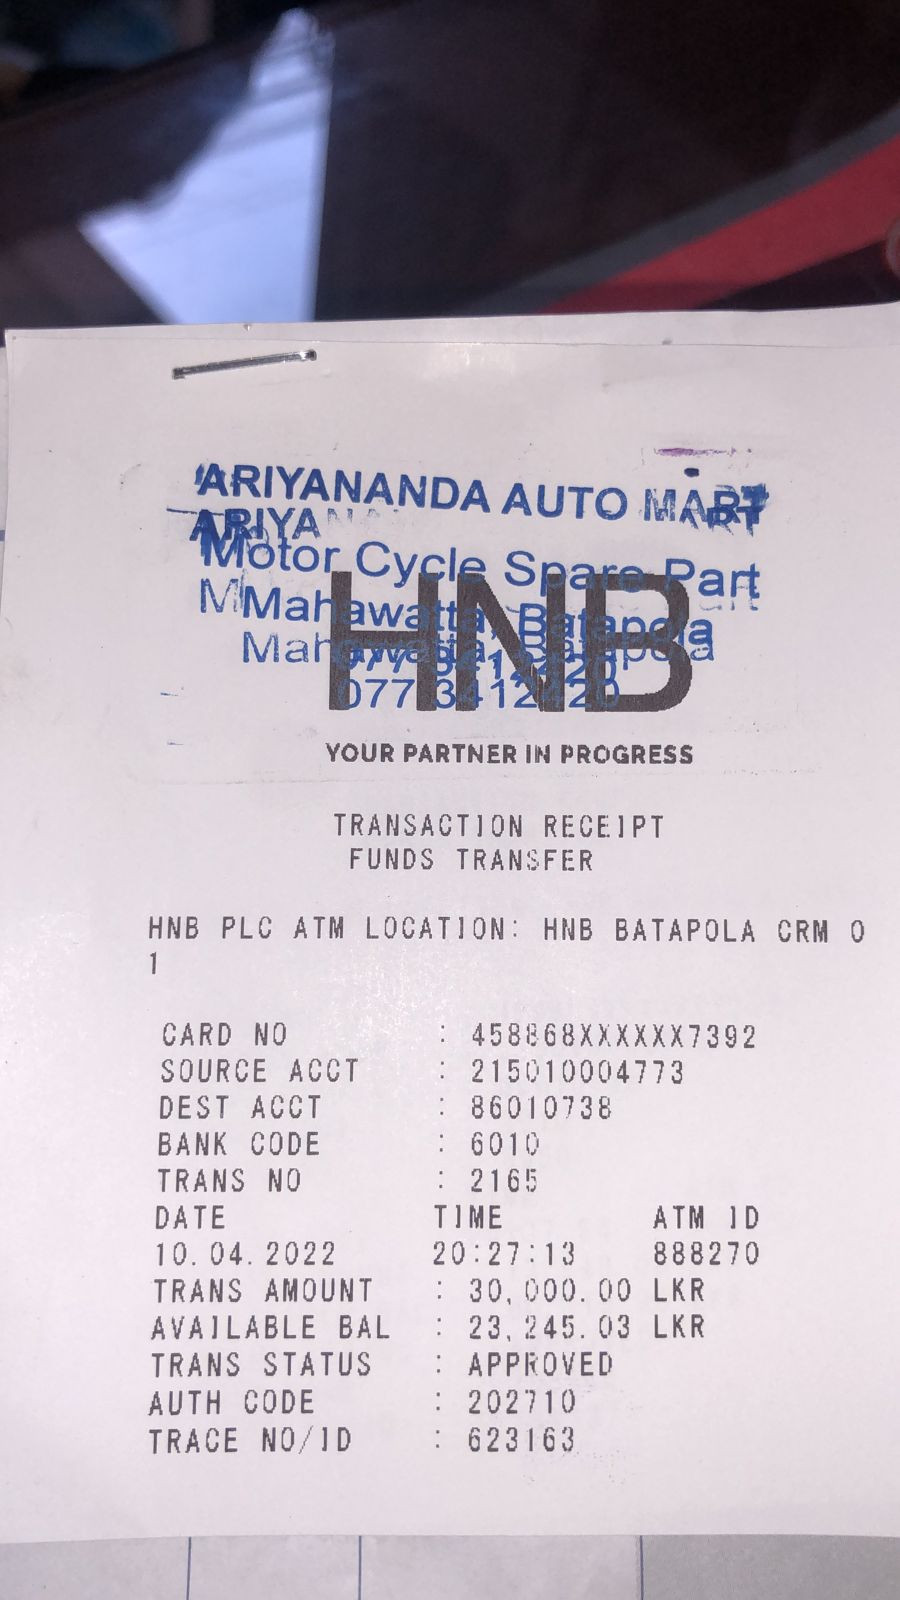 ARIYANANDA AUTO MART
ARIYA
Motor Cycle Spare Part
Mahawatta, Batapola
Mahawatta, Batapola
077 3412420
077 3412420
HNB
YOUR PARTNER IN PROGRESS
TRANSACTION RECEIPT
FUNDS TRANSFER
HNB PLC ATM LOCATION: HNB BATAPOLA CRM 0
1
CARD NO : 458868XXXXXX7392
SOURCE ACCT : 215010004773
DEST ACCT : 86010738
BANK CODE : 6010
TRANS NO : 2165
DATE TIME ATM ID
10.04.2022 20:27:13 888270
TRANS AMOUNT : 30,000.00 LKR
AVAILABLE BAL : 23,245.03 LKR
TRANS STATUS : APPROVED
AUTH CODE : 202710
TRACE NO/ID : 623163